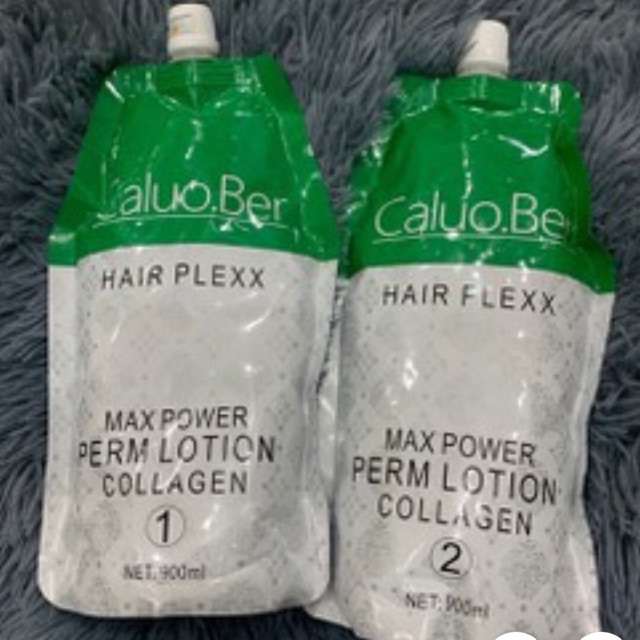 Caluo.Ber
HAIR PLEXX
MAX POWER
PERM LOTION
COLLAGEN
1
NET: 900ml
Caluo.Be
HAIR FLEXX
MAX POWER
PERM LOTION
COLLAGEN
2
NET: 900ml